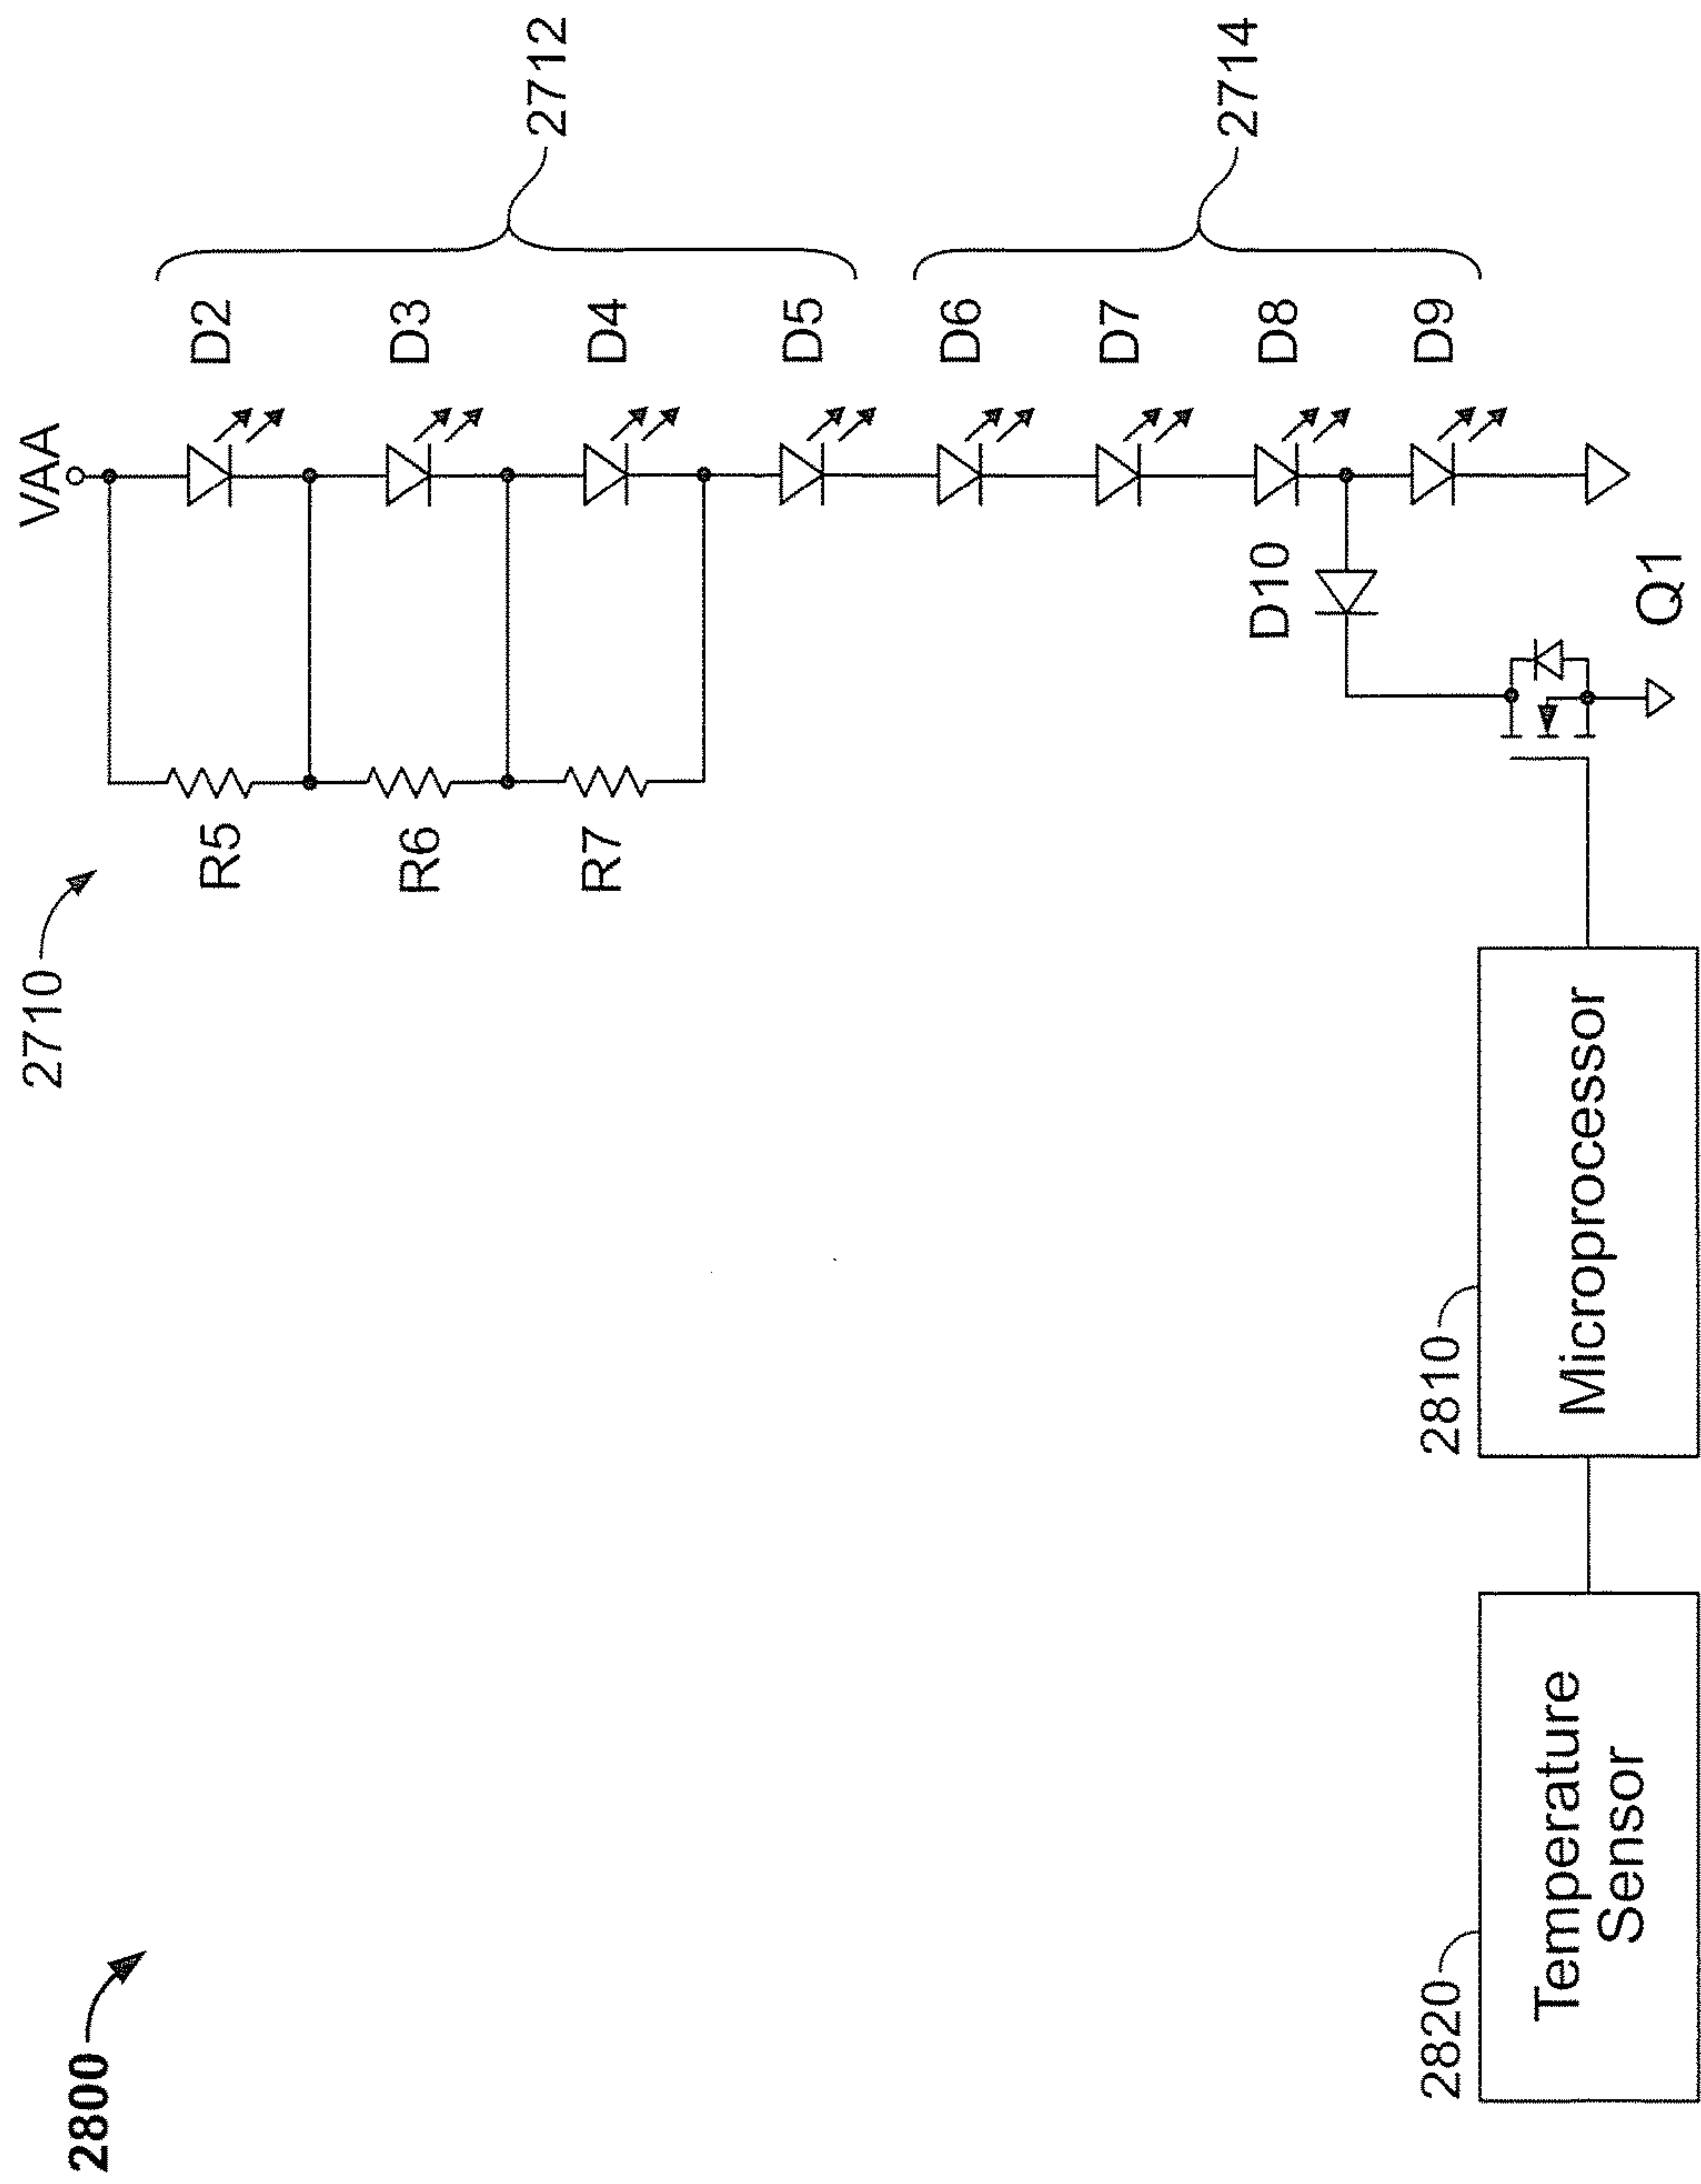 2800
2710
VAA
R5
R6
R7
D2
D3
D4
D5
D6
D7
D8
D9
2712
2714
D10
Q1
2820
Temperature
Sensor
2810
Microprocessor